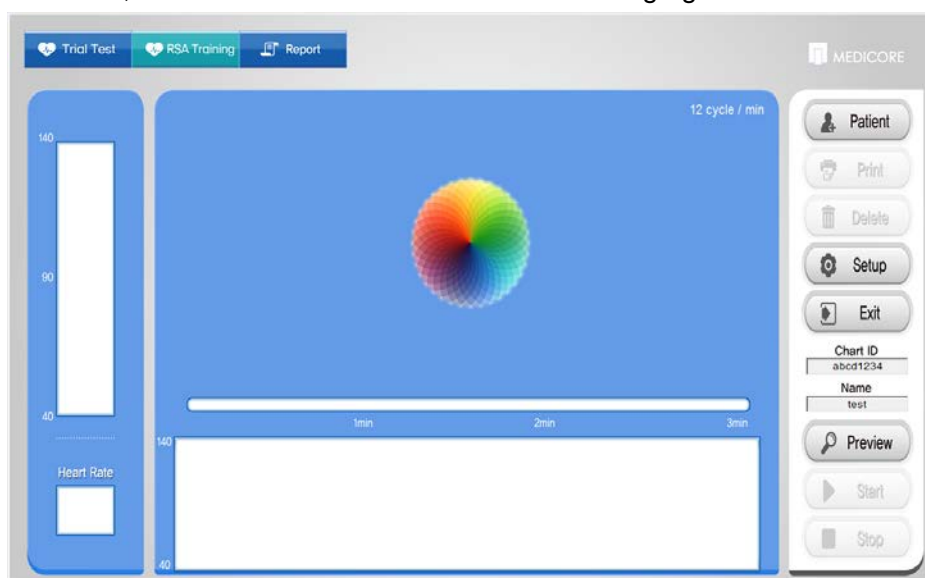 Trial Test
RSA Training
Report
MEDICORE
12 cycle / min
140
90
40
Heart Rate
1min
2min
3min
140
40
Patient
Print
Delete
Setup
Exit
Chart ID
abcd1234
Name
test
Preview
Start
Stop